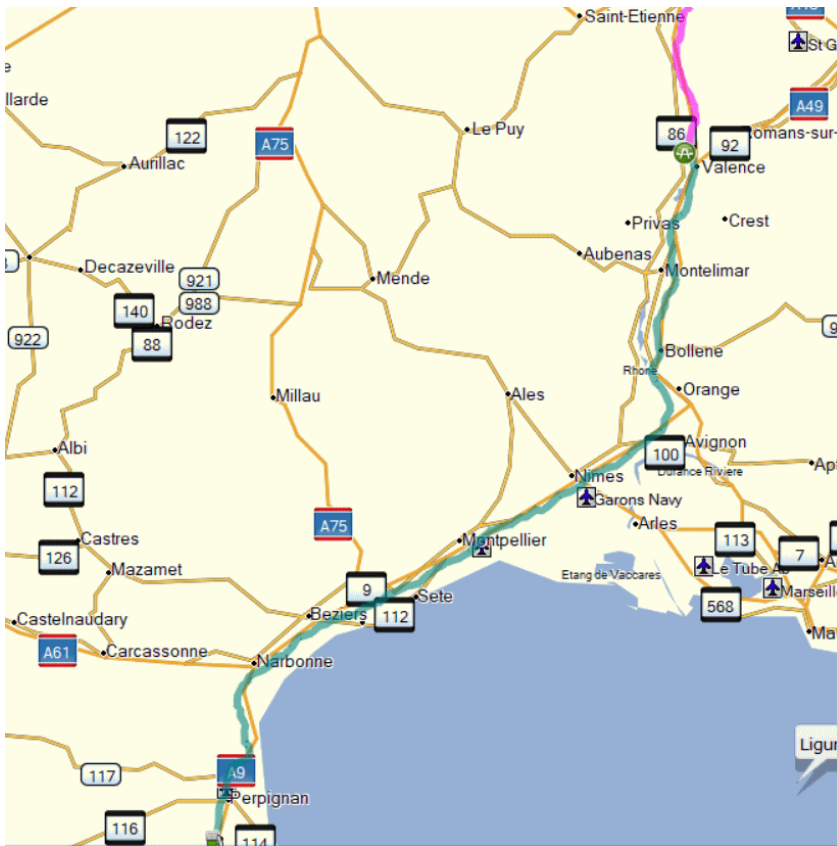 Saint-Etienne
St G
A49
86
92
Romans-sur-
Valence
122
A75
Le Puy
llarde
Aurillac
Privas
Crest
Aubenas
Decazeville
921
Mende
Montelimar
988
140
Rodez
922
88
Bollene
Rhone
Millau
Ales
Orange
Albi
100
Avignon
Durance Riviere
112
Nimes
Garons Navy
Arles
A75
Castres
126
Montpellier
113
7
Mazamet
Etang de Vaccares
Le Tube
Marseille
9
Sete
568
Castelnaudary
Beziers
112
A61
Carcassonne
Narbonne
Ma
Ligur
117
A9
Perpignan
116
114